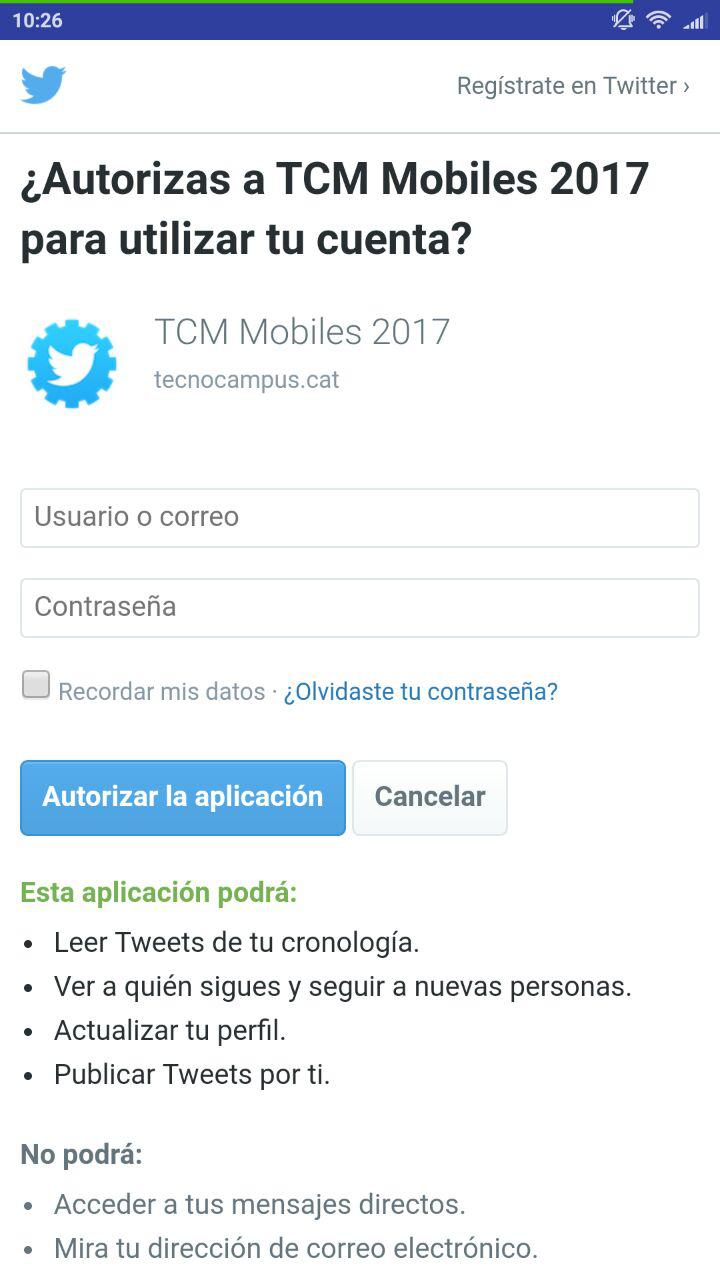 10:26
Regístrate en Twitter ›
¿Autorizas a TCM Mobiles 2017
para utilizar tu cuenta?
TCM Mobiles 2017
tecnocampus.cat
Usuario o correo
Contraseña
Recordar mis datos · ¿Olvidaste tu contraseña?
Autorizar la aplicación Cancelar
Esta aplicación podrá:
• Leer Tweets de tu cronología.
• Ver a quién sigues y seguir a nuevas personas.
• Actualizar tu perfil.
• Publicar Tweets por ti.
No podrá:
• Acceder a tus mensajes directos.
• Mira tu dirección de correo electrónico.